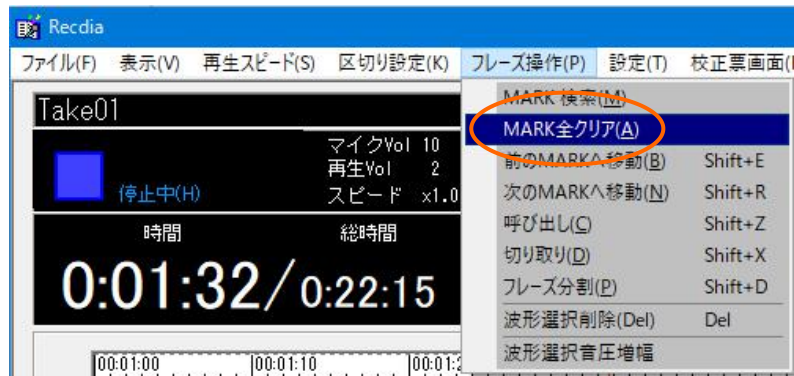 Recdia
ファイル(F) 表示(V) 再生スピード(S) 区切り設定(K) フレーズ操作(P) 設定(T) 校正票画面(
Take01
停止中(H)
マイクVol 10
再生Vol 2
スピード x1.0
時間 総時間
0:01:32/0:22:15
00:01:00 00:01:10 00:01:2
MARK 検索(M)
MARK全クリア(A)
前のMARKへ移動(B) Shift+E
次のMARKへ移動(N) Shift+R
呼び出し(C) Shift+Z
切り取り(D) Shift+X
フレーズ分割(P) Shift+D
波形選択削除(Del) Del
波形選択音圧増幅